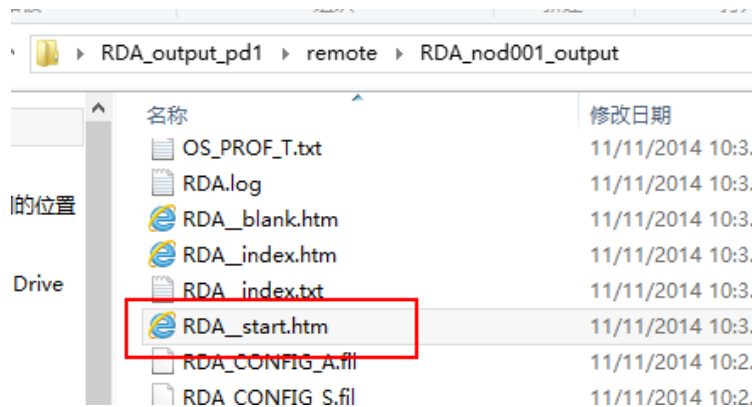 RDA_output_pd1 remote RDA_nod001_output
名称 修改日期
OS_PROF_T.txt 11/11/2014 10:3.
RDA.log 11/11/2014 10:3.
的位置
RDA__blank.htm 11/11/2014 10:3.
RDA__index.htm 11/11/2014 10:3.
Drive
RDA__index.txt 11/11/2014 10:3.
RDA__start.htm 11/11/2014 10:3.
RDA_CONFIG_A.fil 11/11/2014 10:2.
RDA_CONFIG_S.fil 11/11/2014 10:2.